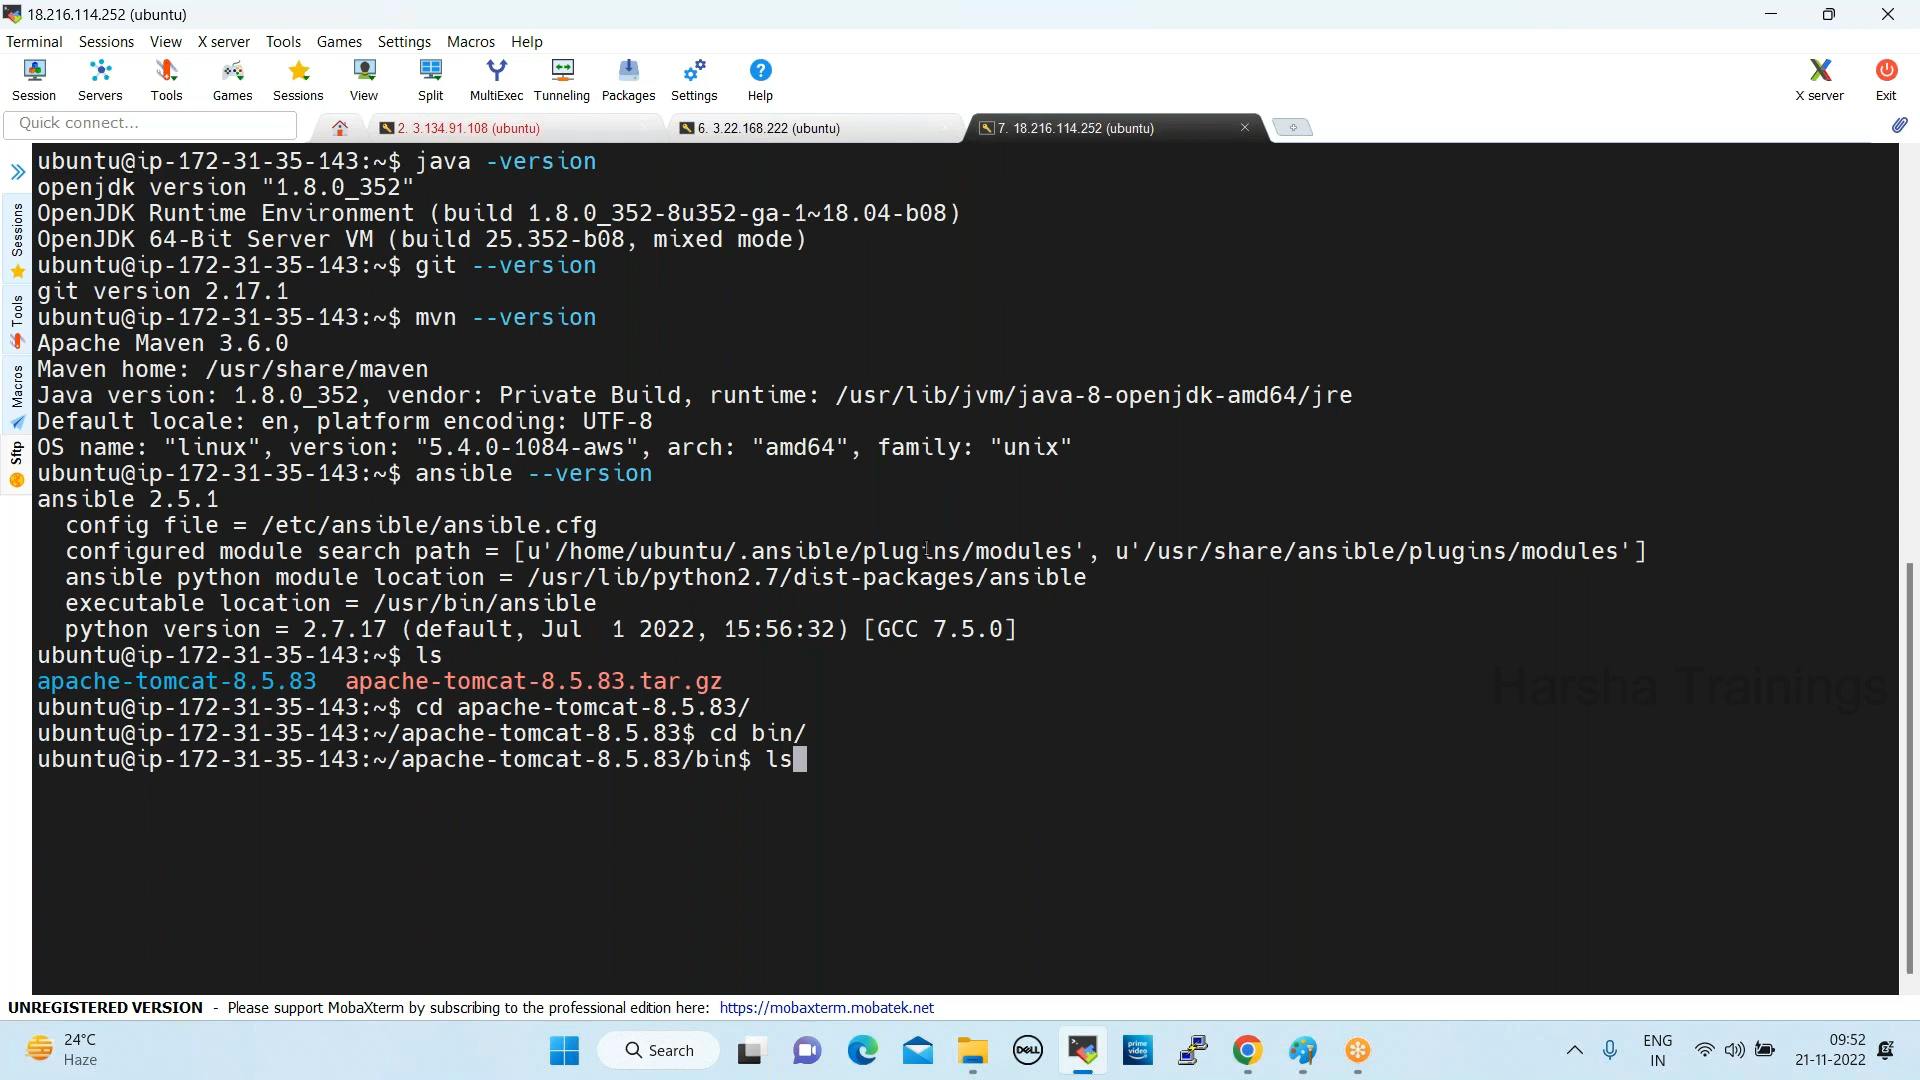 18.216.114.252 (ubuntu)
Terminal Sessions View X server Tools Games Settings Macros Help
Session Servers Tools Games Sessions View Split MultiExec Tunneling Packages Settings Help X server Exit
Quick connect...
2. 3.134.91.108 (ubuntu)
6. 3.22.168.222 (ubuntu)
7. 18.216.114.252 (ubuntu)
Sessions
Tools
Macros
Sftp
ubuntu@ip-172-31-35-143:~$ java -version
openjdk version "1.8.0_352"
OpenJDK Runtime Environment (build 1.8.0_352-8u352-ga-1~18.04-b08)
OpenJDK 64-Bit Server VM (build 25.352-b08, mixed mode)
ubuntu@ip-172-31-35-143:~$ git --version
git version 2.17.1
ubuntu@ip-172-31-35-143:~$ mvn --version
Apache Maven 3.6.0
Maven home: /usr/share/maven
Java version: 1.8.0_352, vendor: Private Build, runtime: /usr/lib/jvm/java-8-openjdk-amd64/jre
Default locale: en, platform encoding: UTF-8
OS name: "linux", version: "5.4.0-1084-aws", arch: "amd64", family: "unix"
ubuntu@ip-172-31-35-143:~$ ansible --version
ansible 2.5.1
  config file = /etc/ansible/ansible.cfg
  configured module search path = [u'/home/ubuntu/.ansible/plugins/modules', u'/usr/share/ansible/plugins/modules']
  ansible python module location = /usr/lib/python2.7/dist-packages/ansible
  executable location = /usr/bin/ansible
  python version = 2.7.17 (default, Jul  1 2022, 15:56:32) [GCC 7.5.0]
ubuntu@ip-172-31-35-143:~$ ls
apache-tomcat-8.5.83  apache-tomcat-8.5.83.tar.gz
ubuntu@ip-172-31-35-143:~$ cd apache-tomcat-8.5.83/
ubuntu@ip-172-31-35-143:~/apache-tomcat-8.5.83$ cd bin/
ubuntu@ip-172-31-35-143:~/apache-tomcat-8.5.83/bin$ ls
Harsha Trainings
UNREGISTERED VERSION - Please support MobaXterm by subscribing to the professional edition here: https://mobaxterm.mobatek.net
24°C
Haze
Search
DELL
prime video
ENG
IN
09:52
21-11-2022